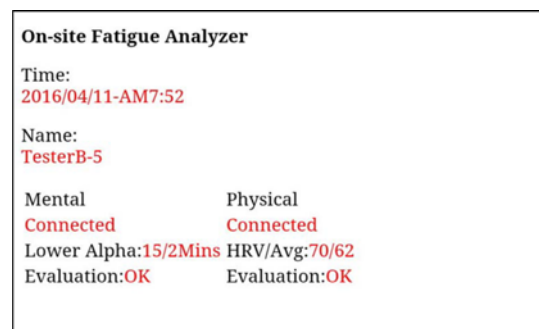 On-site Fatigue Analyzer
Time:
2016/04/11-AM7:52
Name:
TesterB-5
Mental Physical
Connected Connected
Lower Alpha:15/2Mins HRV/Avg:70/62
Evaluation:OK Evaluation:OK